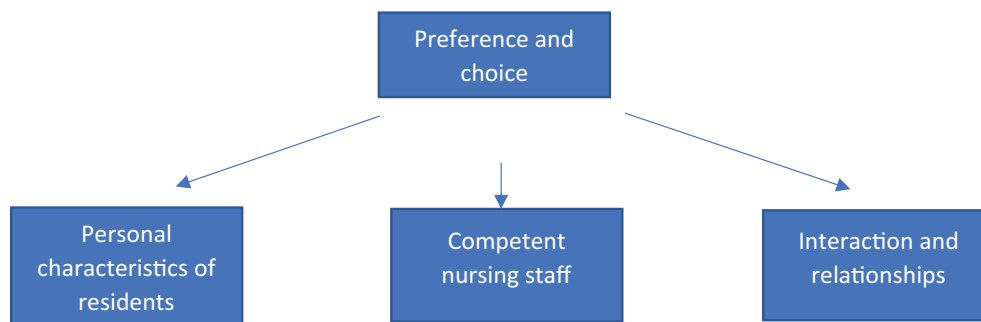 Preference and
choice
Personal
characteristics of
residents
Competent
nursing staff
Interaction and
relationships